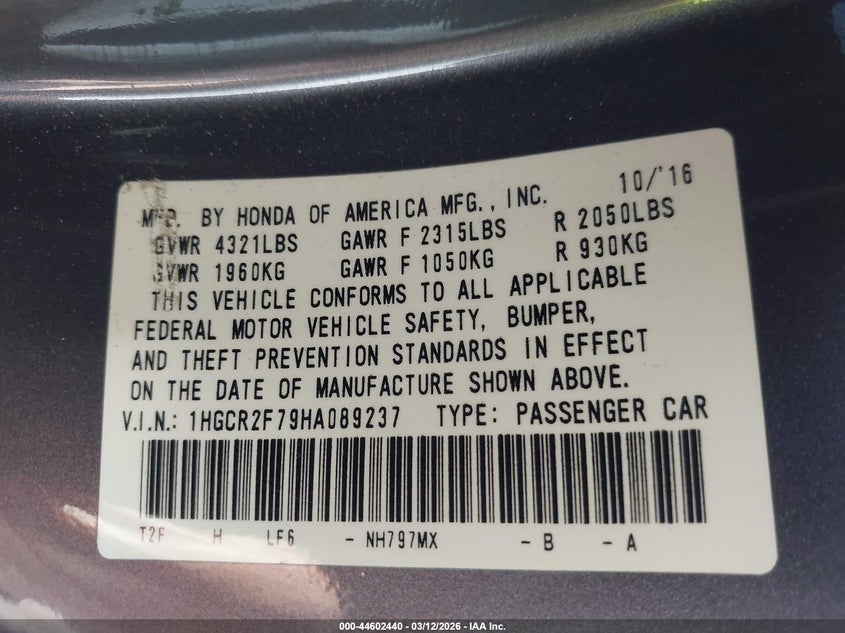 10/'16
MFD. BY HONDA OF AMERICA MFG., INC.
GVWR 4321LBS GAWR F 2315LBS R 2050LBS
GVWR 1960KG GAWR F 1050KG R 930KG
THIS VEHICLE CONFORMS TO ALL APPLICABLE
FEDERAL MOTOR VEHICLE SAFETY, BUMPER,
AND THEFT PREVENTION STANDARDS IN EFFECT
ON THE DATE OF MANUFACTURE SHOWN ABOVE.
V.I.N.: 1HGCR2F79HA089237 TYPE: PASSENGER CAR
T2F H LF6 - NH797MX - B - A
000-44602440 - 03/12/2026 - IAA Inc.